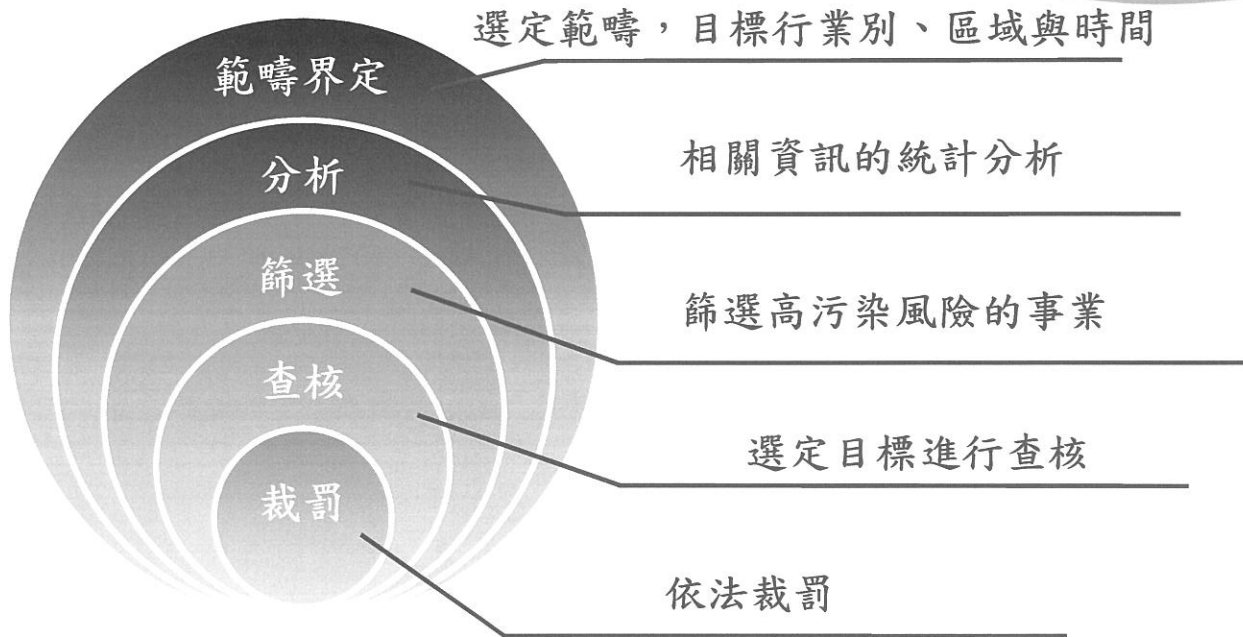 範疇界定
選定範疇，目標行業別、區域與時間
分析
相關資訊的統計分析
篩選
篩選高污染風險的事業
查核
選定目標進行查核
裁罰
依法裁罰